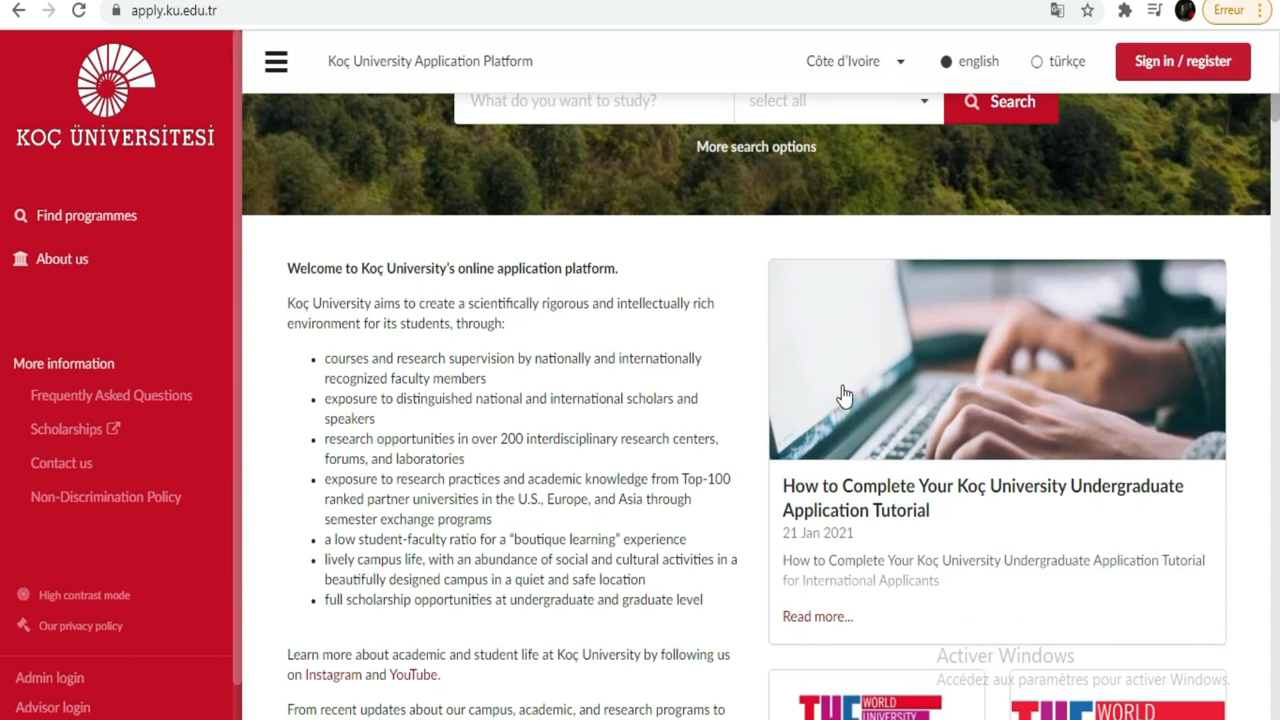 apply.ku.edu.tr
Erreur
KOÇ ÜNİVERSİTESİ
Find programmes
About us
More information
Frequently Asked Questions
Scholarships
Contact us
Non-Discrimination Policy
High contrast mode
Our privacy policy
Admin login
Advisor login
Koç University Application Platform
Côte d'Ivoire
english
türkçe
Sign in / register
What do you want to study?
select all
Search
More search options
Welcome to Koç University's online application platform.
Koç University aims to create a scientifically rigorous and intellectually rich
environment for its students, through:
• courses and research supervision by nationally and internationally
recognized faculty members
• exposure to distinguished national and international scholars and
speakers
• research opportunities in over 200 interdisciplinary research centers,
forums, and laboratories
• exposure to research practices and academic knowledge from Top-100
ranked partner universities in the U.S., Europe, and Asia through
semester exchange programs
• a low student-faculty ratio for a “boutique learning” experience
• lively campus life, with an abundance of social and cultural activities in a
beautifully designed campus in a quiet and safe location
• full scholarship opportunities at undergraduate and graduate level
Learn more about academic and student life at Koç University by following us
on Instagram and YouTube.
From recent updates about our campus, academic, and research programs to
How to Complete Your Koç University Undergraduate
Application Tutorial
21 Jan 2021
How to Complete Your Koç University Undergraduate Application Tutorial
for International Applicants
Read more...
Activer Windows
Accédez aux paramètres pour activer Windows.
THE WORLD
UNIVERSITY
THE WORLD